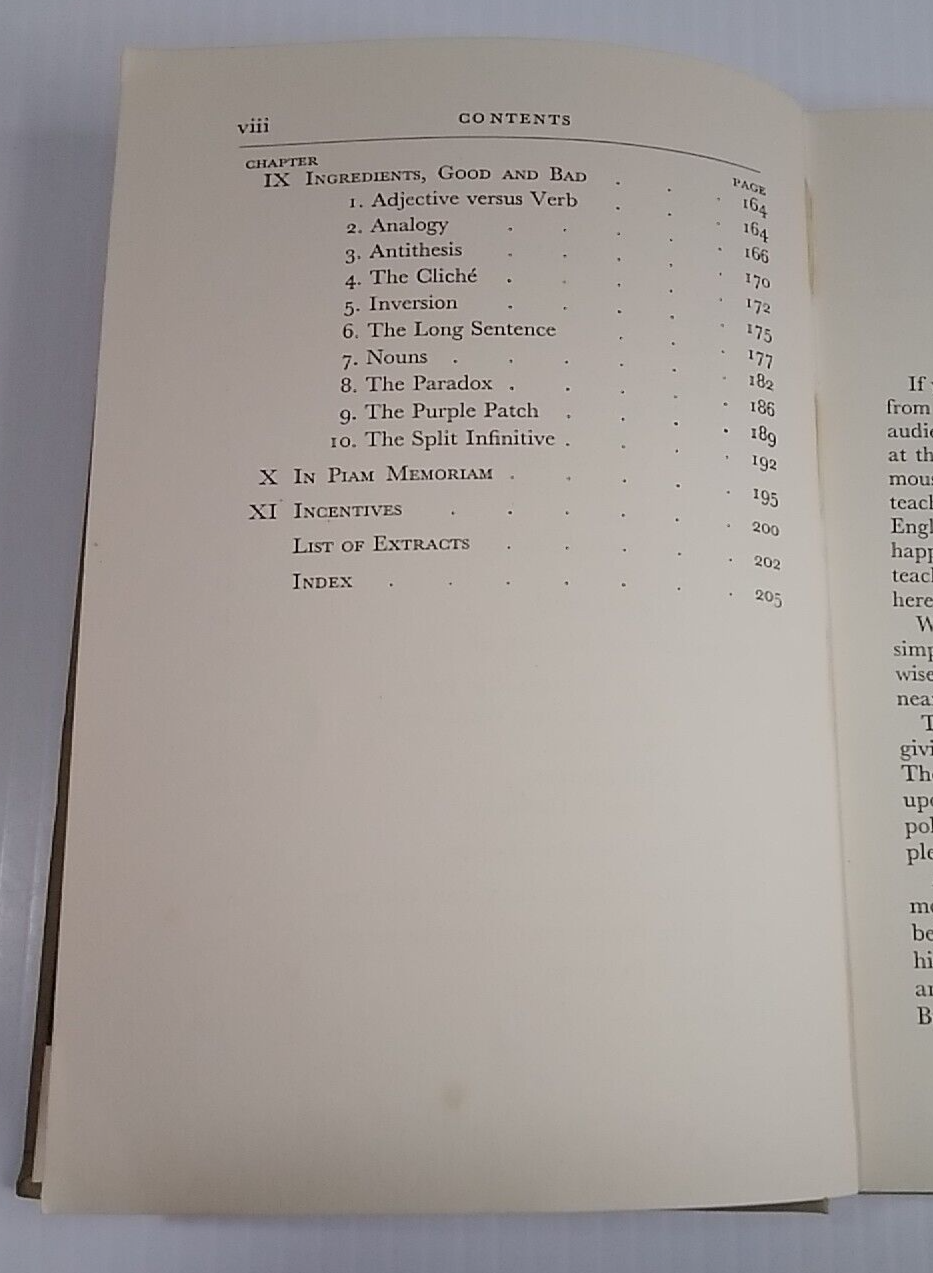 viii CONTENTS
CHAPTER PAGE
IX INGREDIENTS, GOOD AND BAD . . . 164
1. Adjective versus Verb . . . 164
2. Analogy . . . . . 166
3. Antithesis . . . . . 170
4. The Cliché . . . . . 172
5. Inversion . . . . . 175
6. The Long Sentence . . . 177
7. Nouns . . . . . . 182
8. The Paradox . . . . . 186
9. The Purple Patch . . . . 189
10. The Split Infinitive . . . . 192
X IN PIAM MEMORIAM . . . . . 195
XI INCENTIVES . . . . . . 200
LIST OF EXTRACTS . . . . . 202
INDEX . . . . . . . 205
If
from
at
here